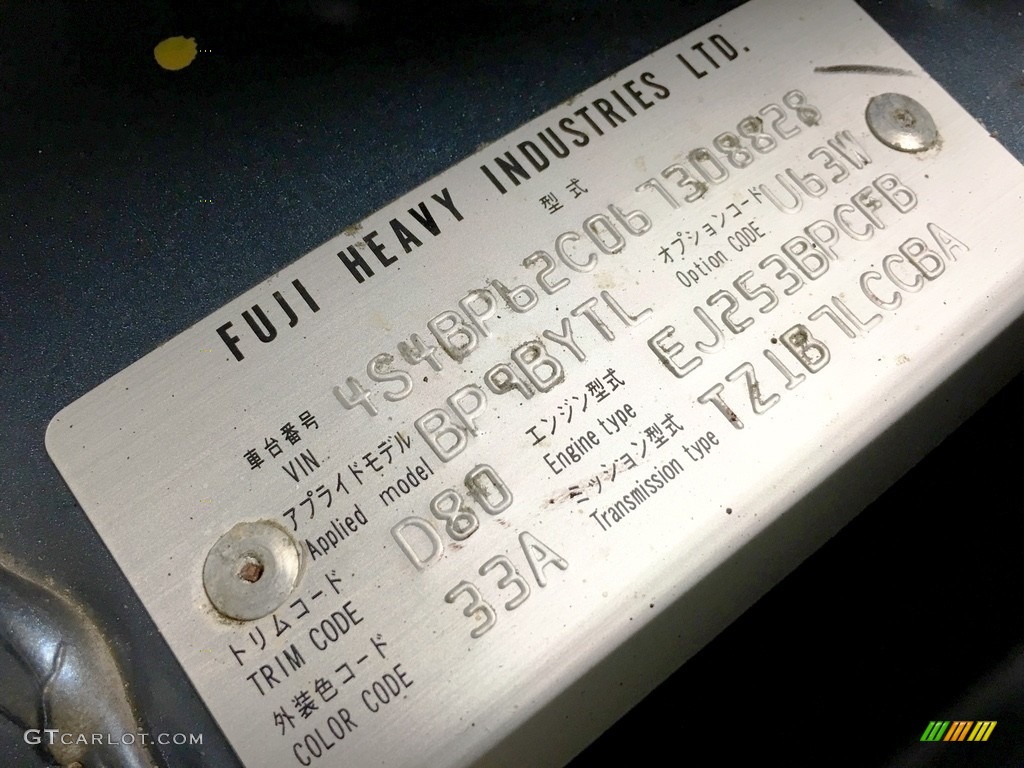 FUJI HEAVY INDUSTRIES LTD.
型式
車台番号
VIN 4S4BP62C067308828
アプライドモデル
Applied model BP9BYTL
オプションコード
Option CODE U63W
エンジン型式
Engine type EJ253BPCFB
トリムコード
TRIM CODE D80
ミッション型式
Transmission type TZ1B7LCCBA
外装色コード
COLOR CODE 33A
GTCARLOT.COM